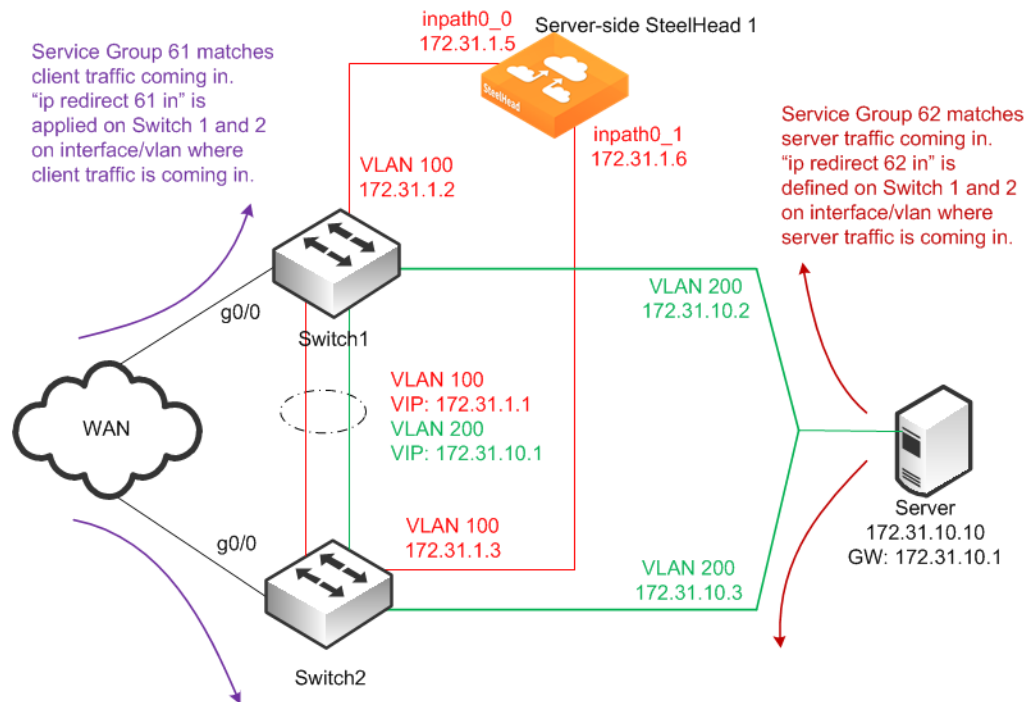 inpath0_0
172.31.1.5
Server-side SteelHead 1
SteelHead
inpath0_1
172.31.1.6
Service Group 61 matches
client traffic coming in.
“ip redirect 61 in” is
applied on Switch 1 and 2
on interface/vlan where
client traffic is coming in.
Service Group 62 matches
server traffic coming in.
“ip redirect 62 in” is
defined on Switch 1 and 2
on interface/vlan where
server traffic is coming in.
VLAN 100
172.31.1.2
g0/0
Switch1
VLAN 200
172.31.10.2
WAN
VLAN 100
VIP: 172.31.1.1
VLAN 200
VIP: 172.31.10.1
Server
172.31.10.10
GW: 172.31.10.1
g0/0
VLAN 100
172.31.1.3
VLAN 200
172.31.10.3
Switch2